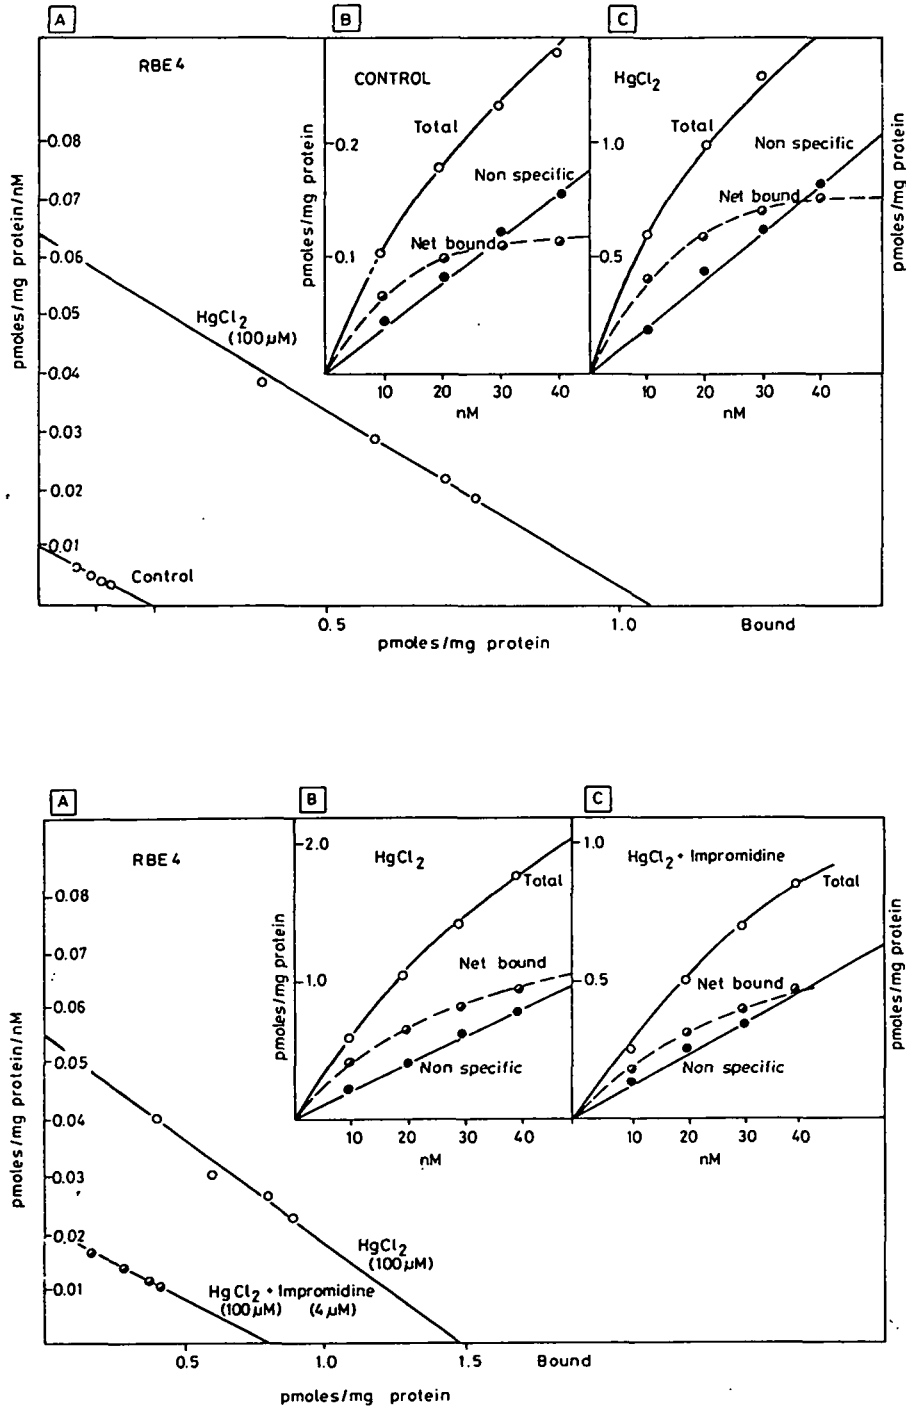 A
B
C
RBE4
CONTROL
HgCl2
Total
Non specific
Net bound
Total
Non specific
Net bound
0.2
0.1
1.0
0.5
pmoles/mg protein
pmoles/mg protein
10 20 30 40
nM
10 20 30 40
nM
0.08
0.07
0.06
0.05
0.04
0.03
0.02
0.01
pmoles/mg protein/nM
HgCl2
(100 µM)
Control
0.5 1.0 Bound
pmoles/mg protein
A
B
C
RBE4
HgCl2
HgCl2 + Impromidine
Total
Net bound
Non specific
Total
Net bound
Non specific
2.0
1.0
1.0
0.5
pmoles/mg protein
pmoles/mg protein
10 20 30 40
nM
10 20 30 40
nM
0.08
0.07
0.06
0.05
0.04
0.03
0.02
0.01
pmoles/mg protein/nM
HgCl2
(100 µM)
HgCl2 + Impromidine
(100 µM) (4 µM)
0.5 1.0 1.5 Bound
pmoles/mg protein